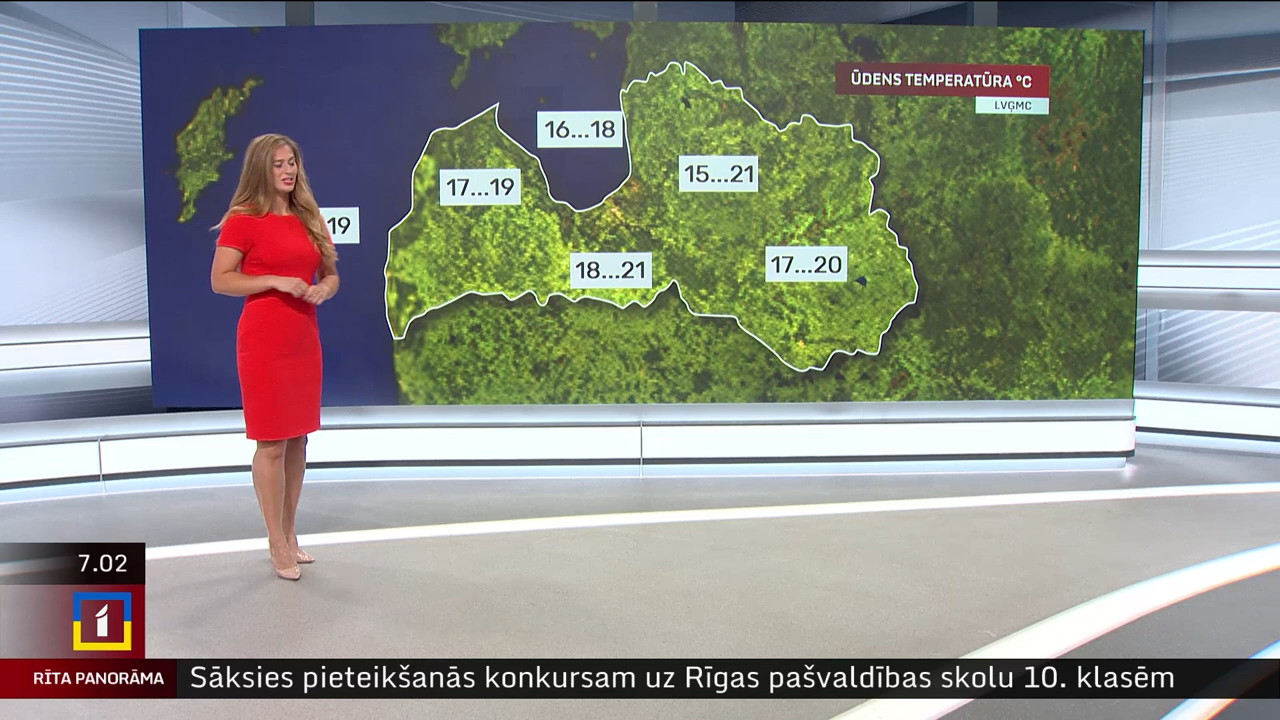 ŪDENS TEMPERATŪRA °C
LVĢMC
16...18
15...21
17...19
19
18...21
17...20
7.02
1
RĪTA PANORĀMA
Sāksies pieteikšanās konkursam uz Rīgas pašvaldības skolu 10. klasēm